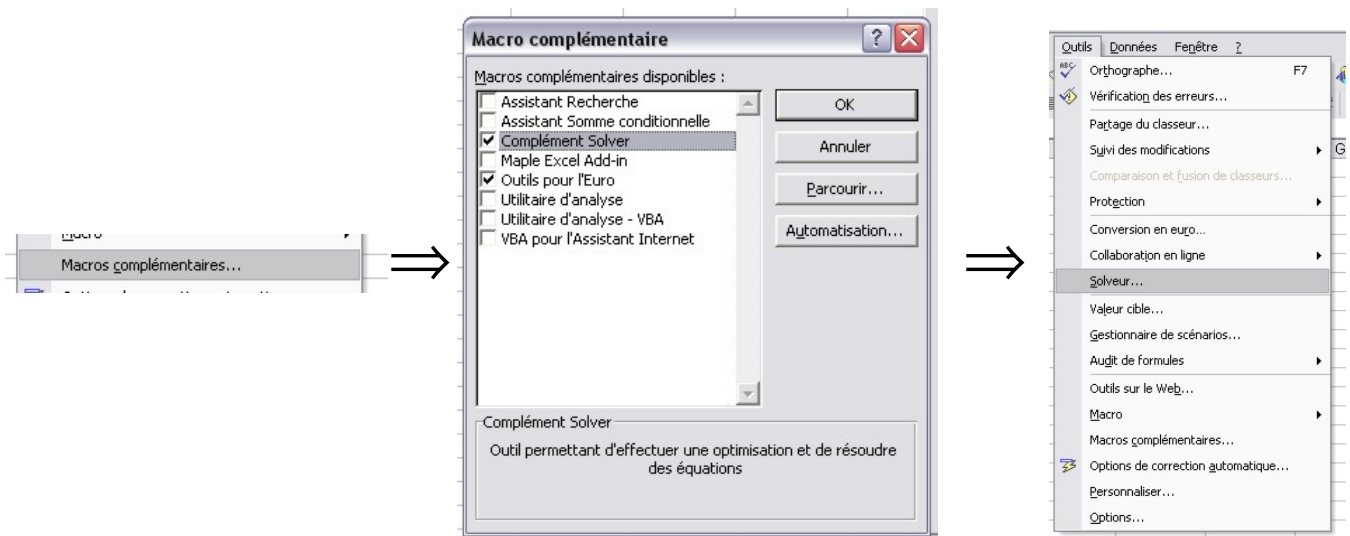 Macro
Macros complémentaires...
Macro complémentaire
Macros complémentaires disponibles :
Assistant Recherche
Assistant Somme conditionnelle
Complément Solver
Maple Excel Add-in
Outils pour l'Euro
Utilitaire d'analyse
Utilitaire d'analyse - VBA
VBA pour l'Assistant Internet
OK
Annuler
Parcourir...
Automatisation...
Complément Solver
Outil permettant d'effectuer une optimisation et de résoudre
des équations
Outils Données Fenêtre ?
Orthographe... F7
Vérification des erreurs...
Partage du classeur...
Suivi des modifications
Comparaison et fusion de classeurs...
Protection
Conversion en euro...
Collaboration en ligne
Solveur...
Valeur cible...
Gestionnaire de scénarios...
Audit de formules
Outils sur le Web...
Macro
Macros complémentaires...
Options de correction automatique...
Personnaliser...
Options...
G